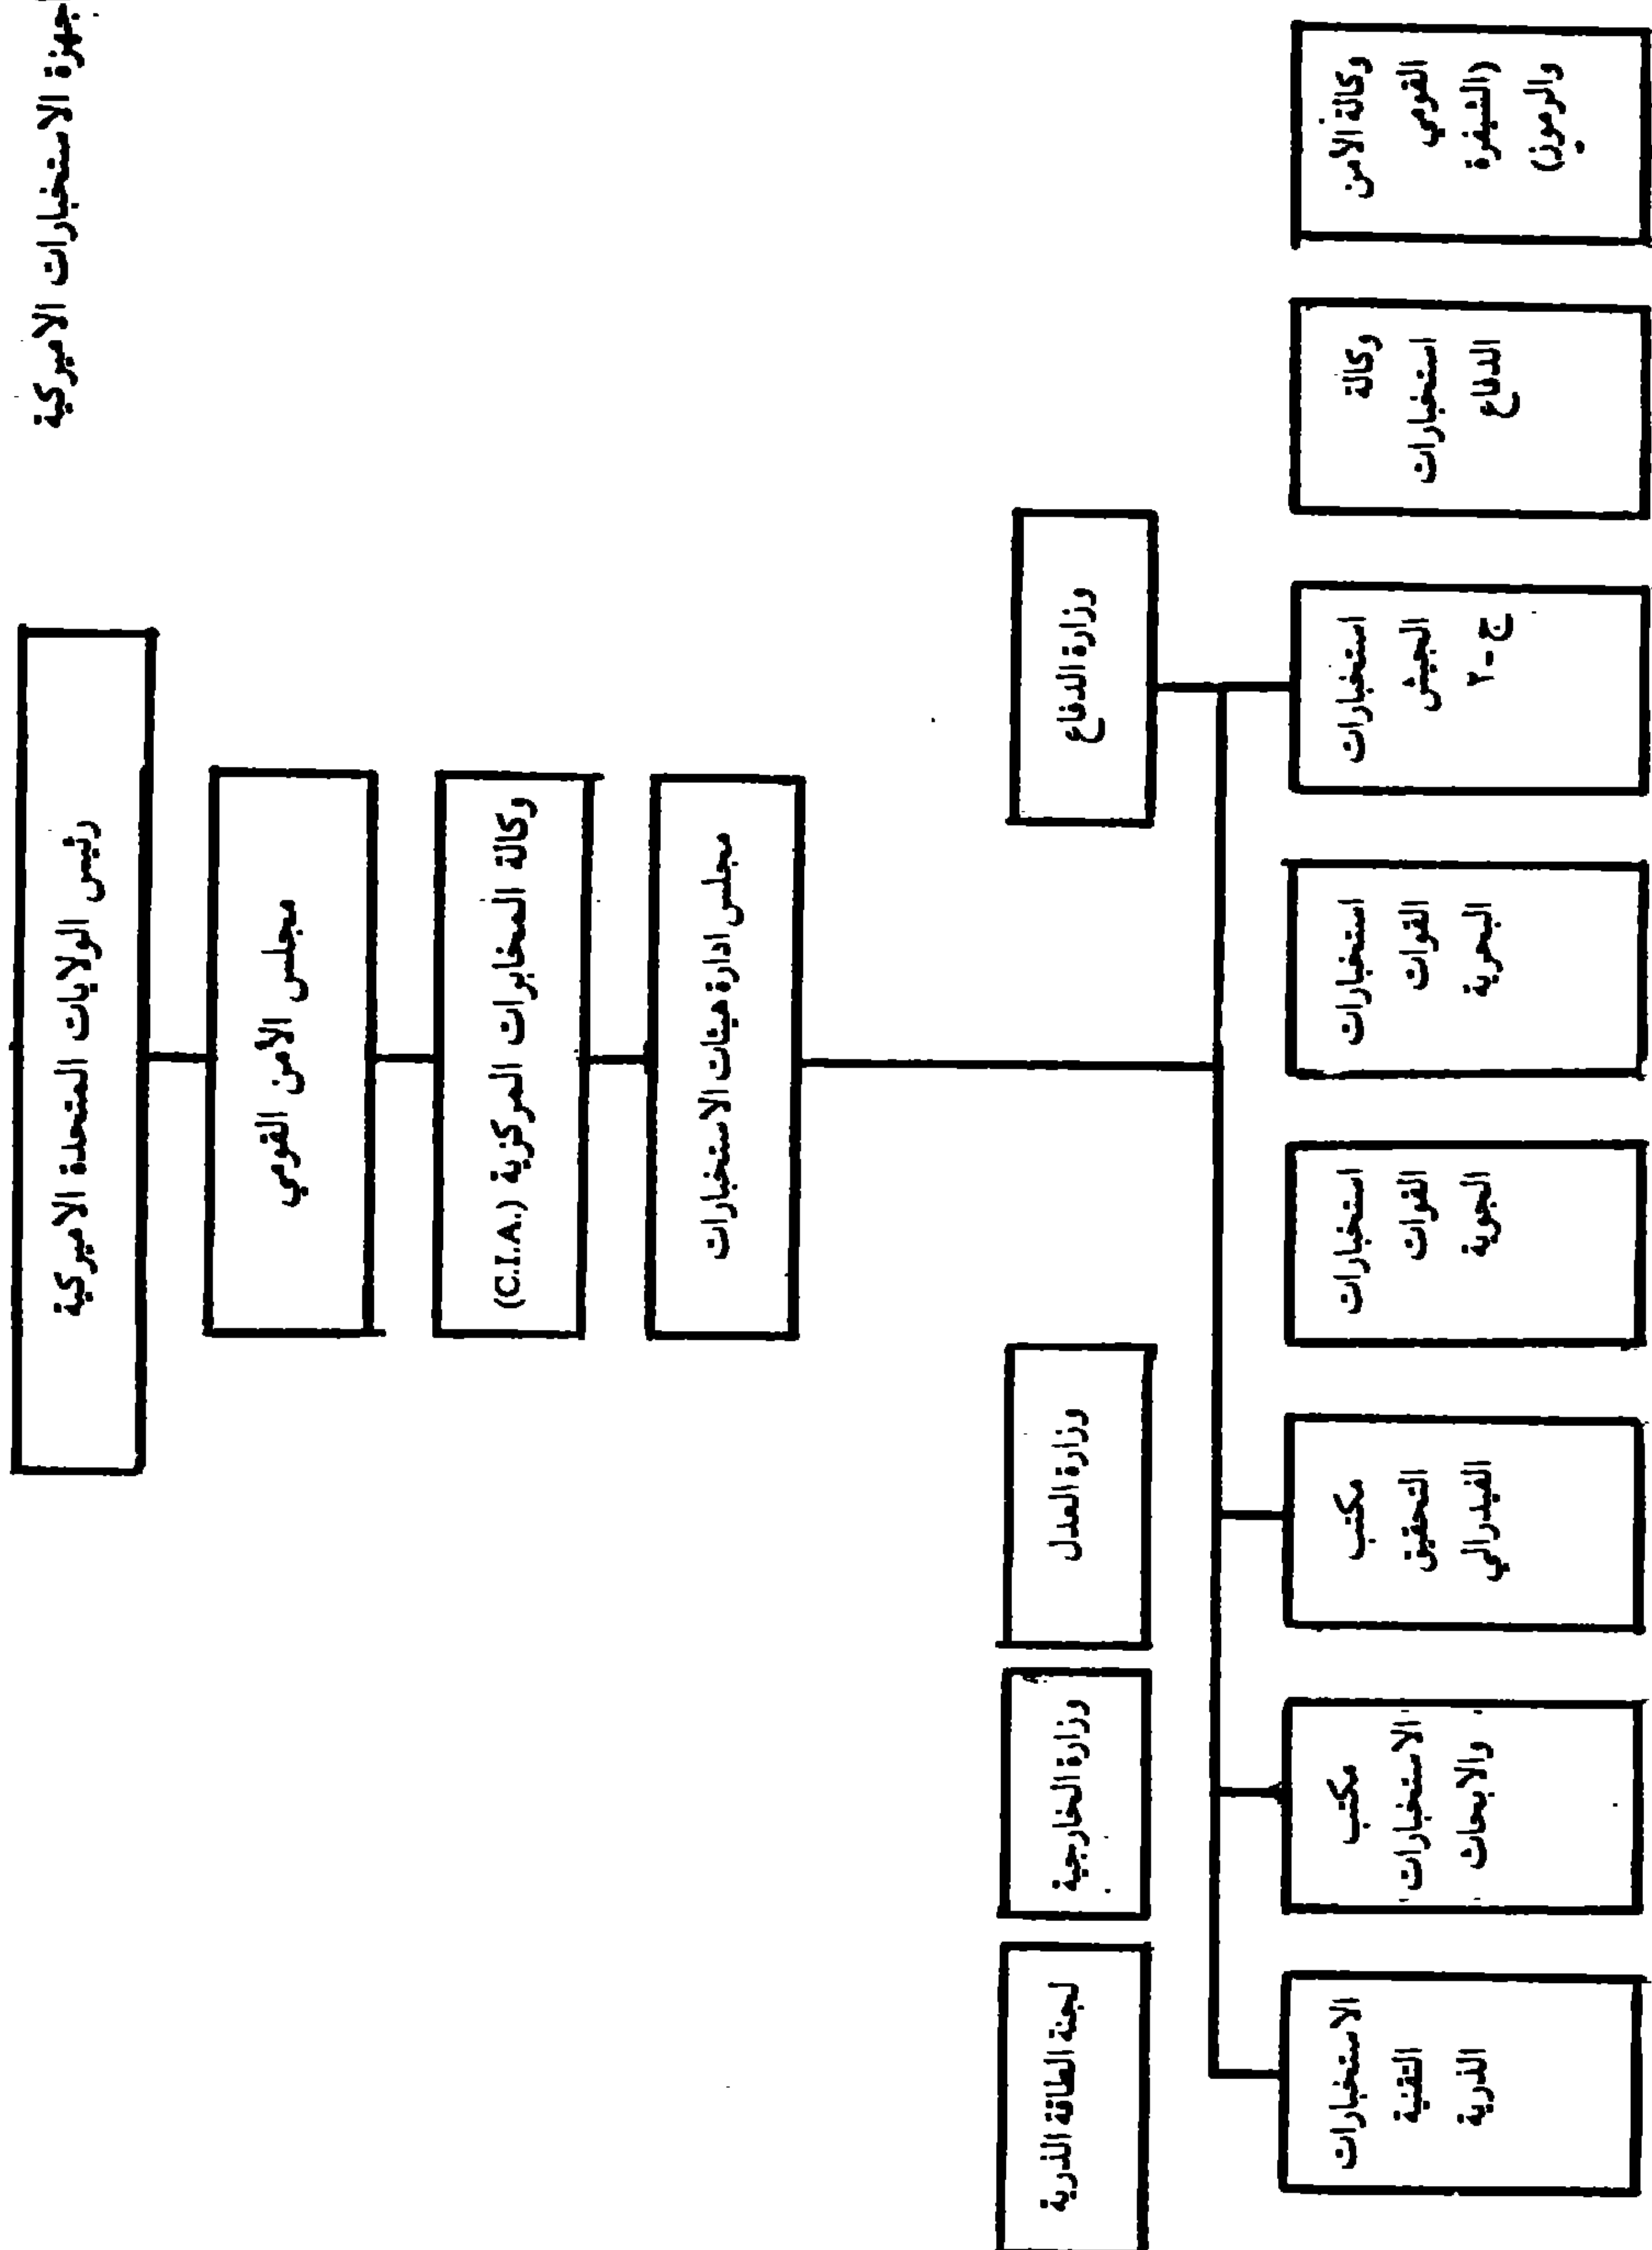 جهزة الاستخبارات الاميركية
رئيس الولايات المتحدة الاميركية
مجلس الأمن القومي
وكالة المخابرات المركزية (C.I.A.)
مجلس ادارة هيئات الاستخبارات
وزارة الدفاع
وزارة العدل
وزارة الخارجية
لجنة الطاقة الذرية
وكالة الأمن
القومي
(الشيفرة
والرموز)
وكالة
استخبارات
الدفاع
استخبارات
الجيش
ج-٢
استخبارات
القوات
البحرية
استخبارات
القوات
الجوية
مكتب
التحقيق
الفيدرالي
مكتب
الاستخبارات
والابحاث
الاستخبارات
التقنية
الذرية